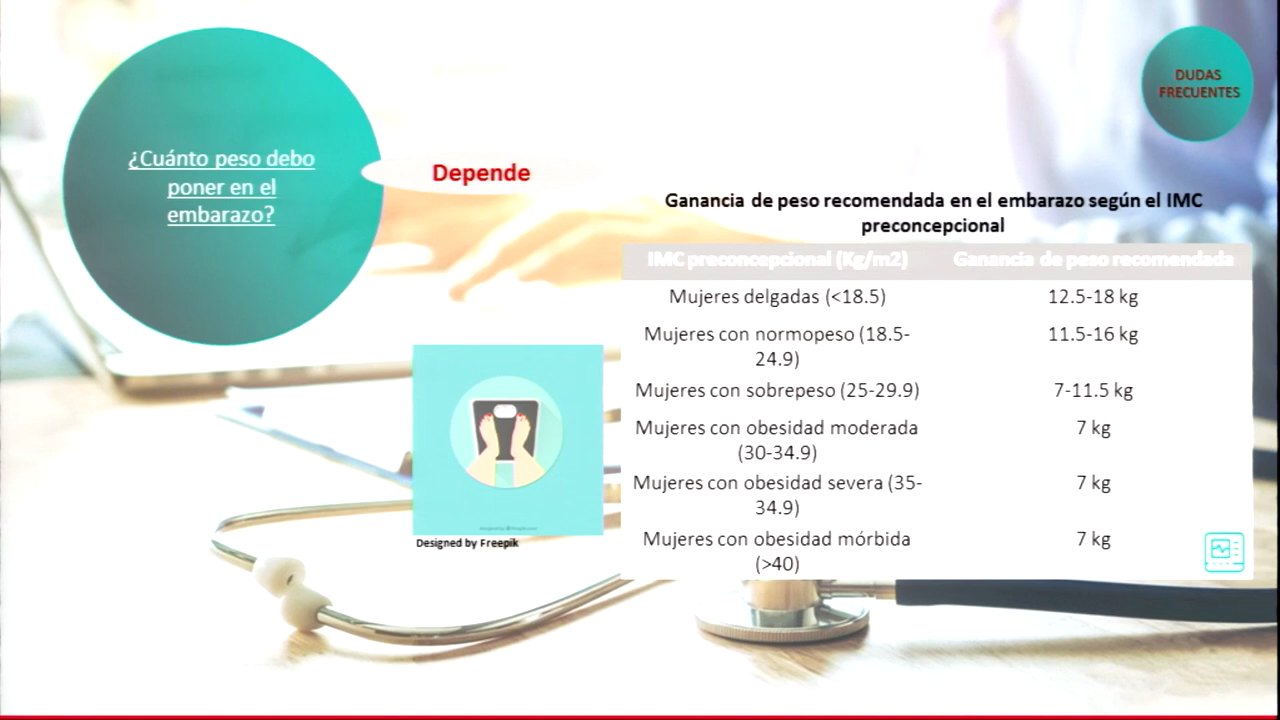 ¿Cuánto peso debo
poner en el
embarazo?
Depende
DUDAS
FRECUENTES
Ganancia de peso recomendada en el embarazo según el IMC
preconcepcional
IMC preconcepcional (Kg/m2) Ganancia de peso recomendada
Mujeres delgadas (<18.5) 12.5-18 kg
Mujeres con normopeso (18.5- 11.5-16 kg
24.9)
Mujeres con sobrepeso (25-29.9) 7-11.5 kg
Mujeres con obesidad moderada 7 kg
(30-34.9)
Mujeres con obesidad severa (35- 7 kg
34.9)
Mujeres con obesidad mórbida 7 kg
(>40)
Designed by Freepik